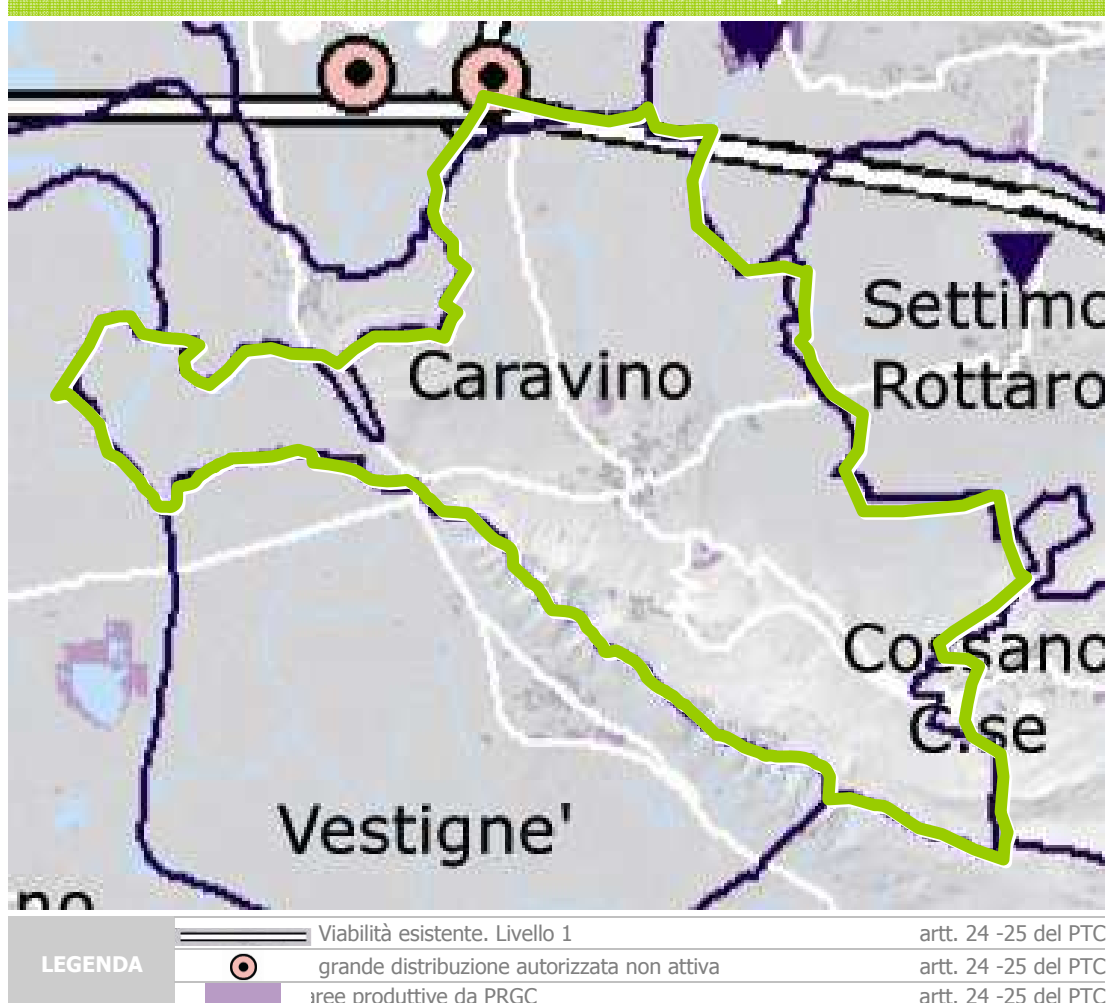 Settimo
Rottaro
Caravino
Cossano
C.se
Vestigne'
no
LEGENDA
Viabilità esistente. Livello 1 artt. 24 -25 del PTC
grande distribuzione autorizzata non attiva artt. 24 -25 del PTC
aree produttive da PRGC artt. 24 -25 del PTC